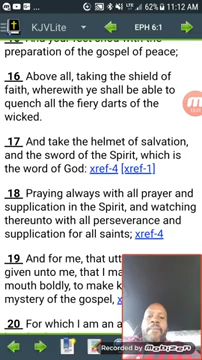 11:12 AM
KJVLite EPH 6:1
preparation of the gospel of peace;
16 Above all, taking the shield of
faith, wherewith ye shall be able to
quench all the fiery darts of the
wicked.
17 And take the helmet of salvation,
and the sword of the Spirit, which is
the word of God: xref-4 [xref-1]
18 Praying always with all prayer and
supplication in the Spirit, and watching
thereunto with all perseverance and
supplication for all saints; xref-4
19 And for me, that utt
given unto me, that I ma
mouth boldly, to make k
mystery of the gospel, x
20 For which I am an a
Recorded by